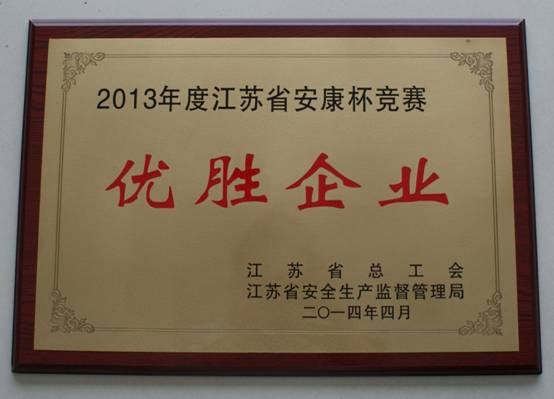 2013年度江苏省安康杯竞赛
优胜企业
江苏省总工会
江苏省安全生产监督管理局
二〇一四年四月